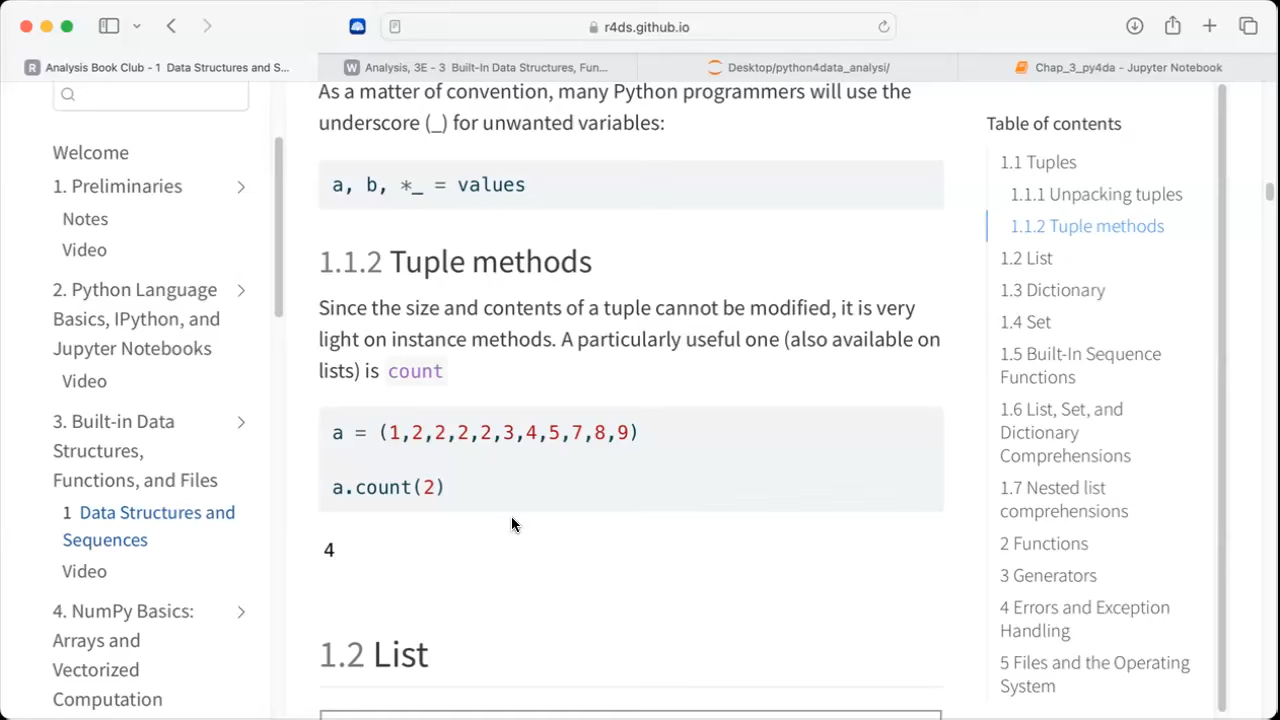 r4ds.github.io
R Analysis Book Club - 1 Data Structures and S...
W Analysis, 3E - 3 Built-In Data Structures, Fun...
Desktop/python4data_analysi/
Chap_3_py4da - Jupyter Notebook
Welcome
1. Preliminaries
Notes
Video
2. Python Language
Basics, IPython, and
Jupyter Notebooks
Video
3. Built-in Data
Structures,
Functions, and Files
1 Data Structures and
Sequences
Video
4. NumPy Basics:
Arrays and
Vectorized
Computation
As a matter of convention, many Python programmers will use the
underscore (_) for unwanted variables:
a, b, *_ = values
1.1.2 Tuple methods
Since the size and contents of a tuple cannot be modified, it is very
light on instance methods. A particularly useful one (also available on
lists) is count
a = (1,2,2,2,2,3,4,5,7,8,9)
a.count(2)
4
1.2 List
Table of contents
1.1 Tuples
1.1.1 Unpacking tuples
1.1.2 Tuple methods
1.2 List
1.3 Dictionary
1.4 Set
1.5 Built-In Sequence
Functions
1.6 List, Set, and
Dictionary
Comprehensions
1.7 Nested list
comprehensions
2 Functions
3 Generators
4 Errors and Exception
Handling
5 Files and the Operating
System